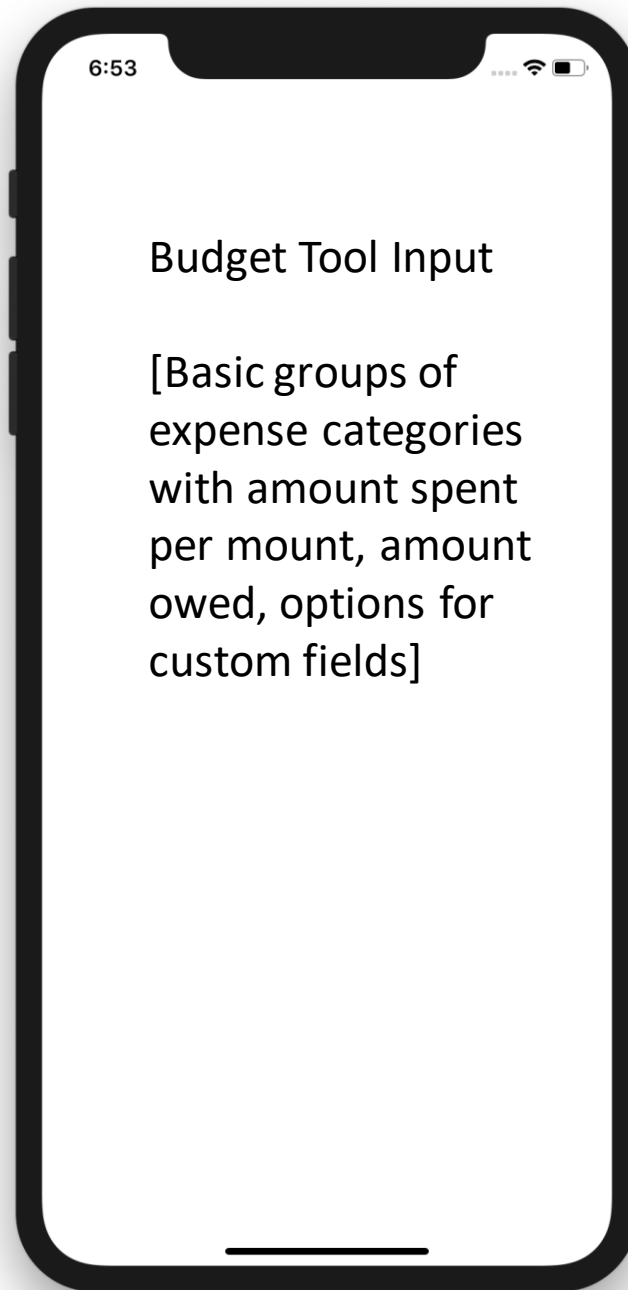 6:53
Budget Tool Input
[Basic groups of
expense categories
with amount spent
per mount, amount
owed, options for
custom fields]